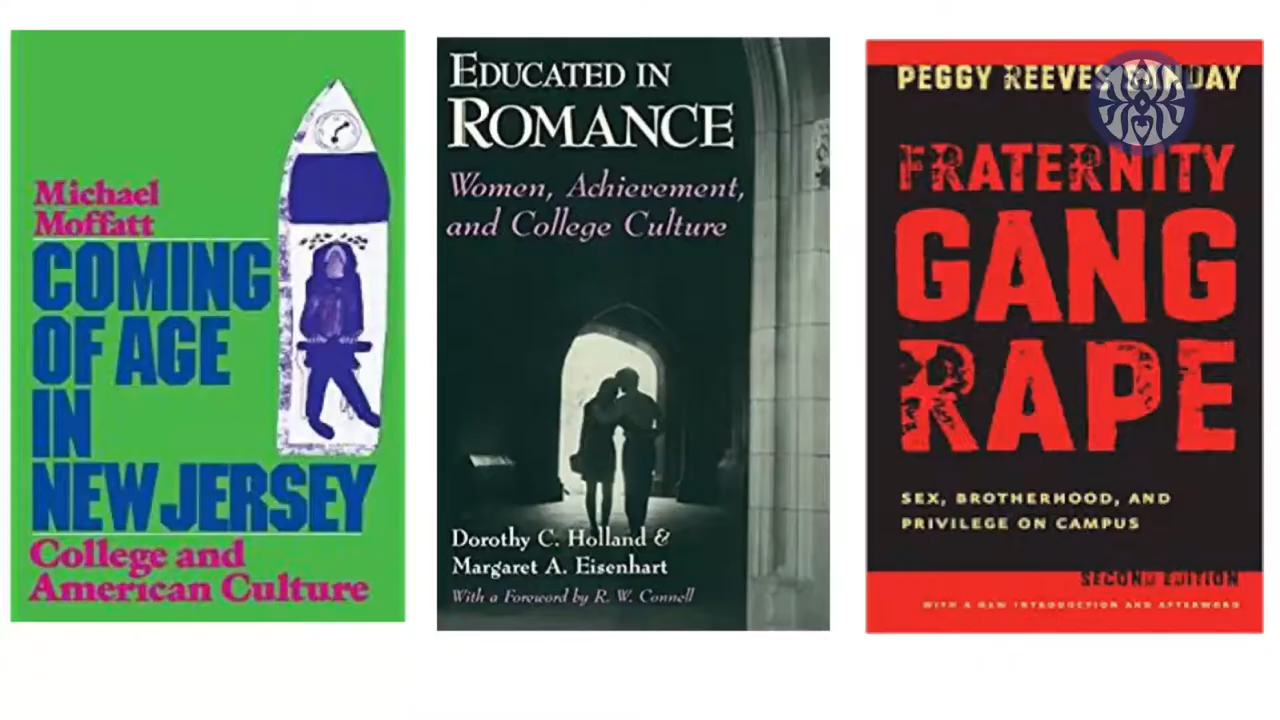 Michael
Moffatt
COMING
OF AGE
IN
NEW JERSEY
College and
American Culture
EDUCATED IN
ROMANCE
Women, Achievement,
and College Culture
Dorothy C. Holland &
Margaret A. Eisenhart
With a Foreword by R. W. Connell
PEGGY REEVES SANDAY
FRATERNITY
GANG
RAPE
SEX, BROTHERHOOD, AND
PRIVILEGE ON CAMPUS
SECOND EDITION
WITH A NEW INTRODUCTION AND AFTERWORD